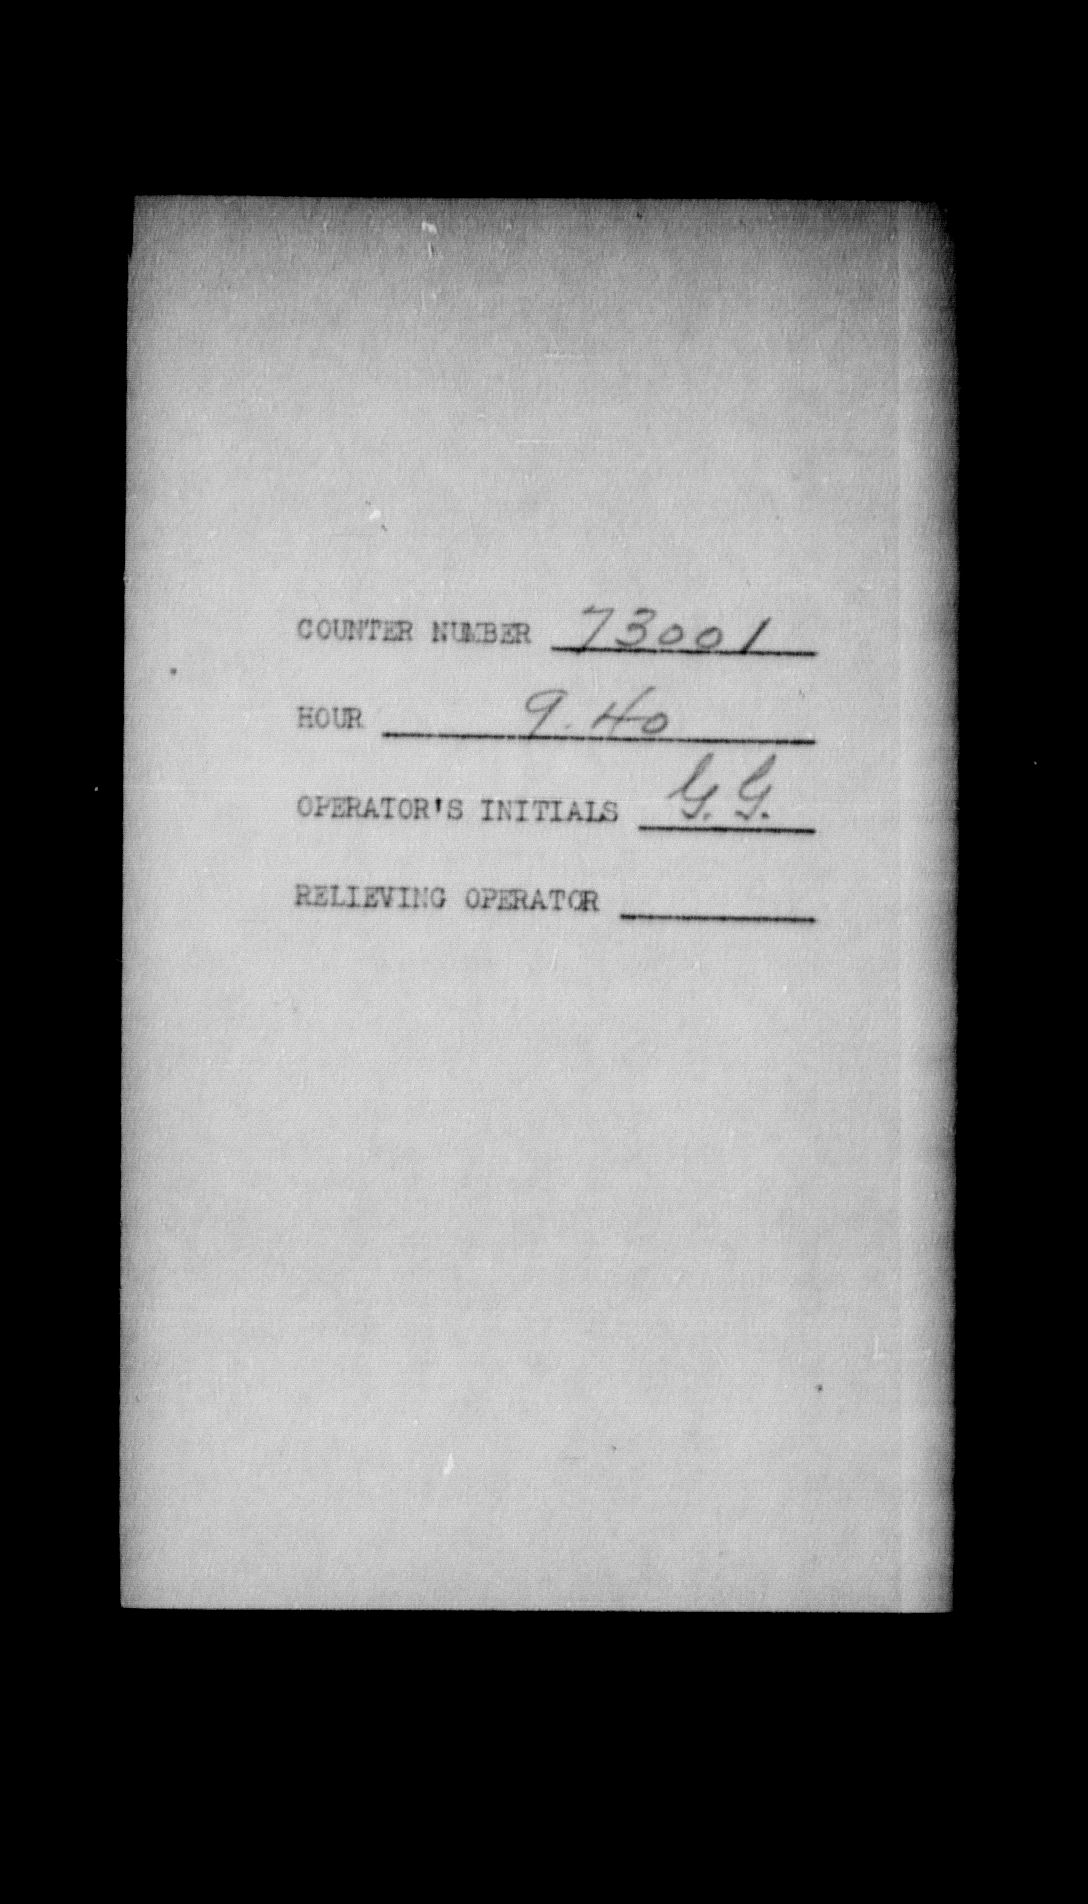 COUNTER NUMBER 73001
HOUR 9.40
OPERATOR'S INITIALS G.G.
RELIEVING OPERATOR